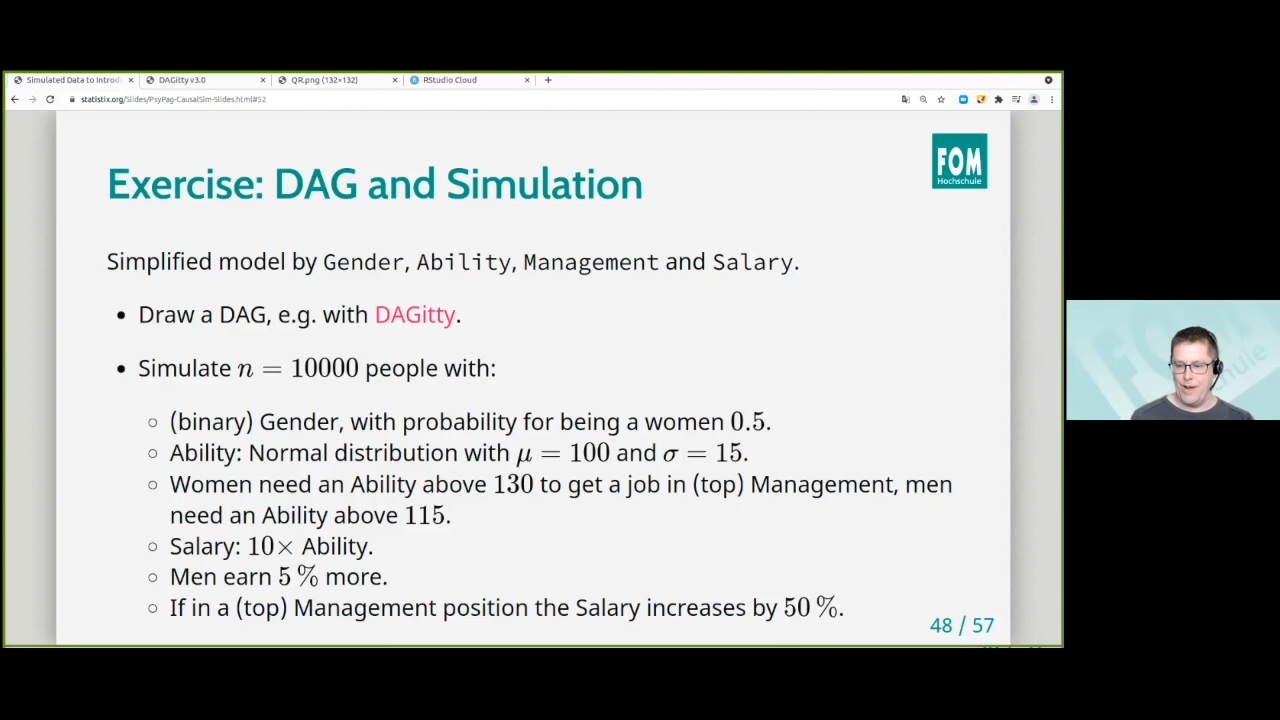 Simulated Data to Introd
DAGitty v3.0
QR.png (132×132)
RStudio Cloud
statistix.org/Slides/PsyPag-CausalSim-Slides.html#52
Exercise: DAG and Simulation
FOM
Hochschule
Simplified model by Gender, Ability, Management and Salary.
• Draw a DAG, e.g. with DAGitty.
• Simulate n = 10000 people with:
◦ (binary) Gender, with probability for being a women 0.5.
◦ Ability: Normal distribution with μ = 100 and σ = 15.
◦ Women need an Ability above 130 to get a job in (top) Management, men
need an Ability above 115.
◦ Salary: 10× Ability.
◦ Men earn 5 % more.
◦ If in a (top) Management position the Salary increases by 50 %.
48 / 57